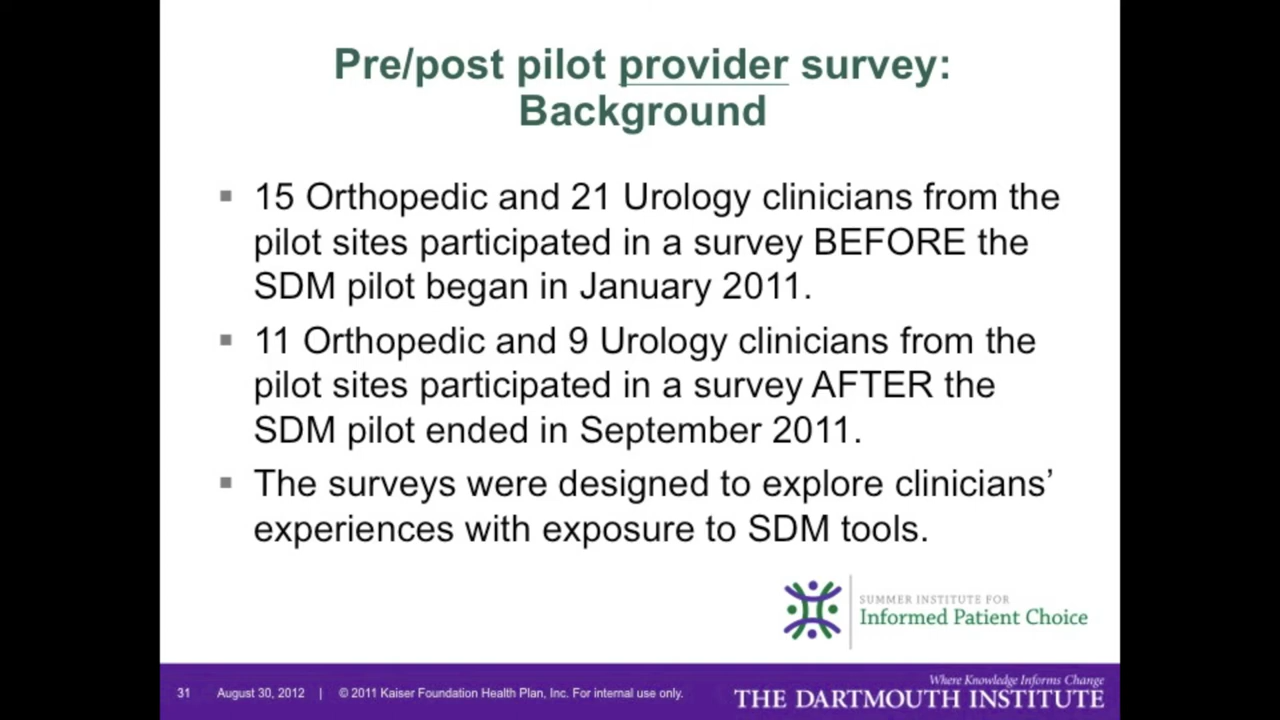 Pre/post pilot provider survey:
Background
▪ 15 Orthopedic and 21 Urology clinicians from the
pilot sites participated in a survey BEFORE the
SDM pilot began in January 2011.
▪ 11 Orthopedic and 9 Urology clinicians from the
pilot sites participated in a survey AFTER the
SDM pilot ended in September 2011.
▪ The surveys were designed to explore clinicians’
experiences with exposure to SDM tools.
SUMMER INSTITUTE FOR
Informed Patient Choice
31 August 30, 2012 | © 2011 Kaiser Foundation Health Plan, Inc. For internal use only.
Where Knowledge Informs Change
THE DARTMOUTH INSTITUTE